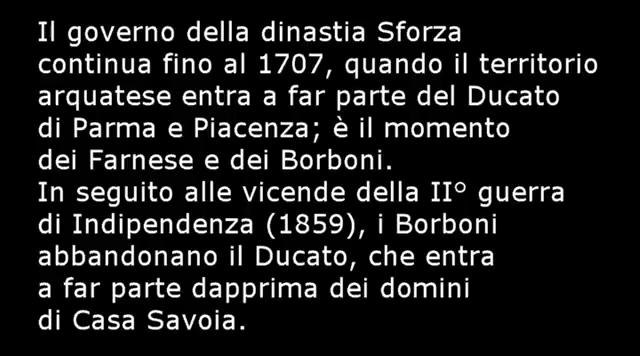 Il governo della dinastia Sforza
continua fino al 1707, quando il territorio
arquatese entra a far parte del Ducato
di Parma e Piacenza; è il momento
dei Farnese e dei Borboni.
In seguito alle vicende della II° guerra
di Indipendenza (1859), i Borboni
abbandonano il Ducato, che entra
a far parte dapprima dei domini
di Casa Savoia.